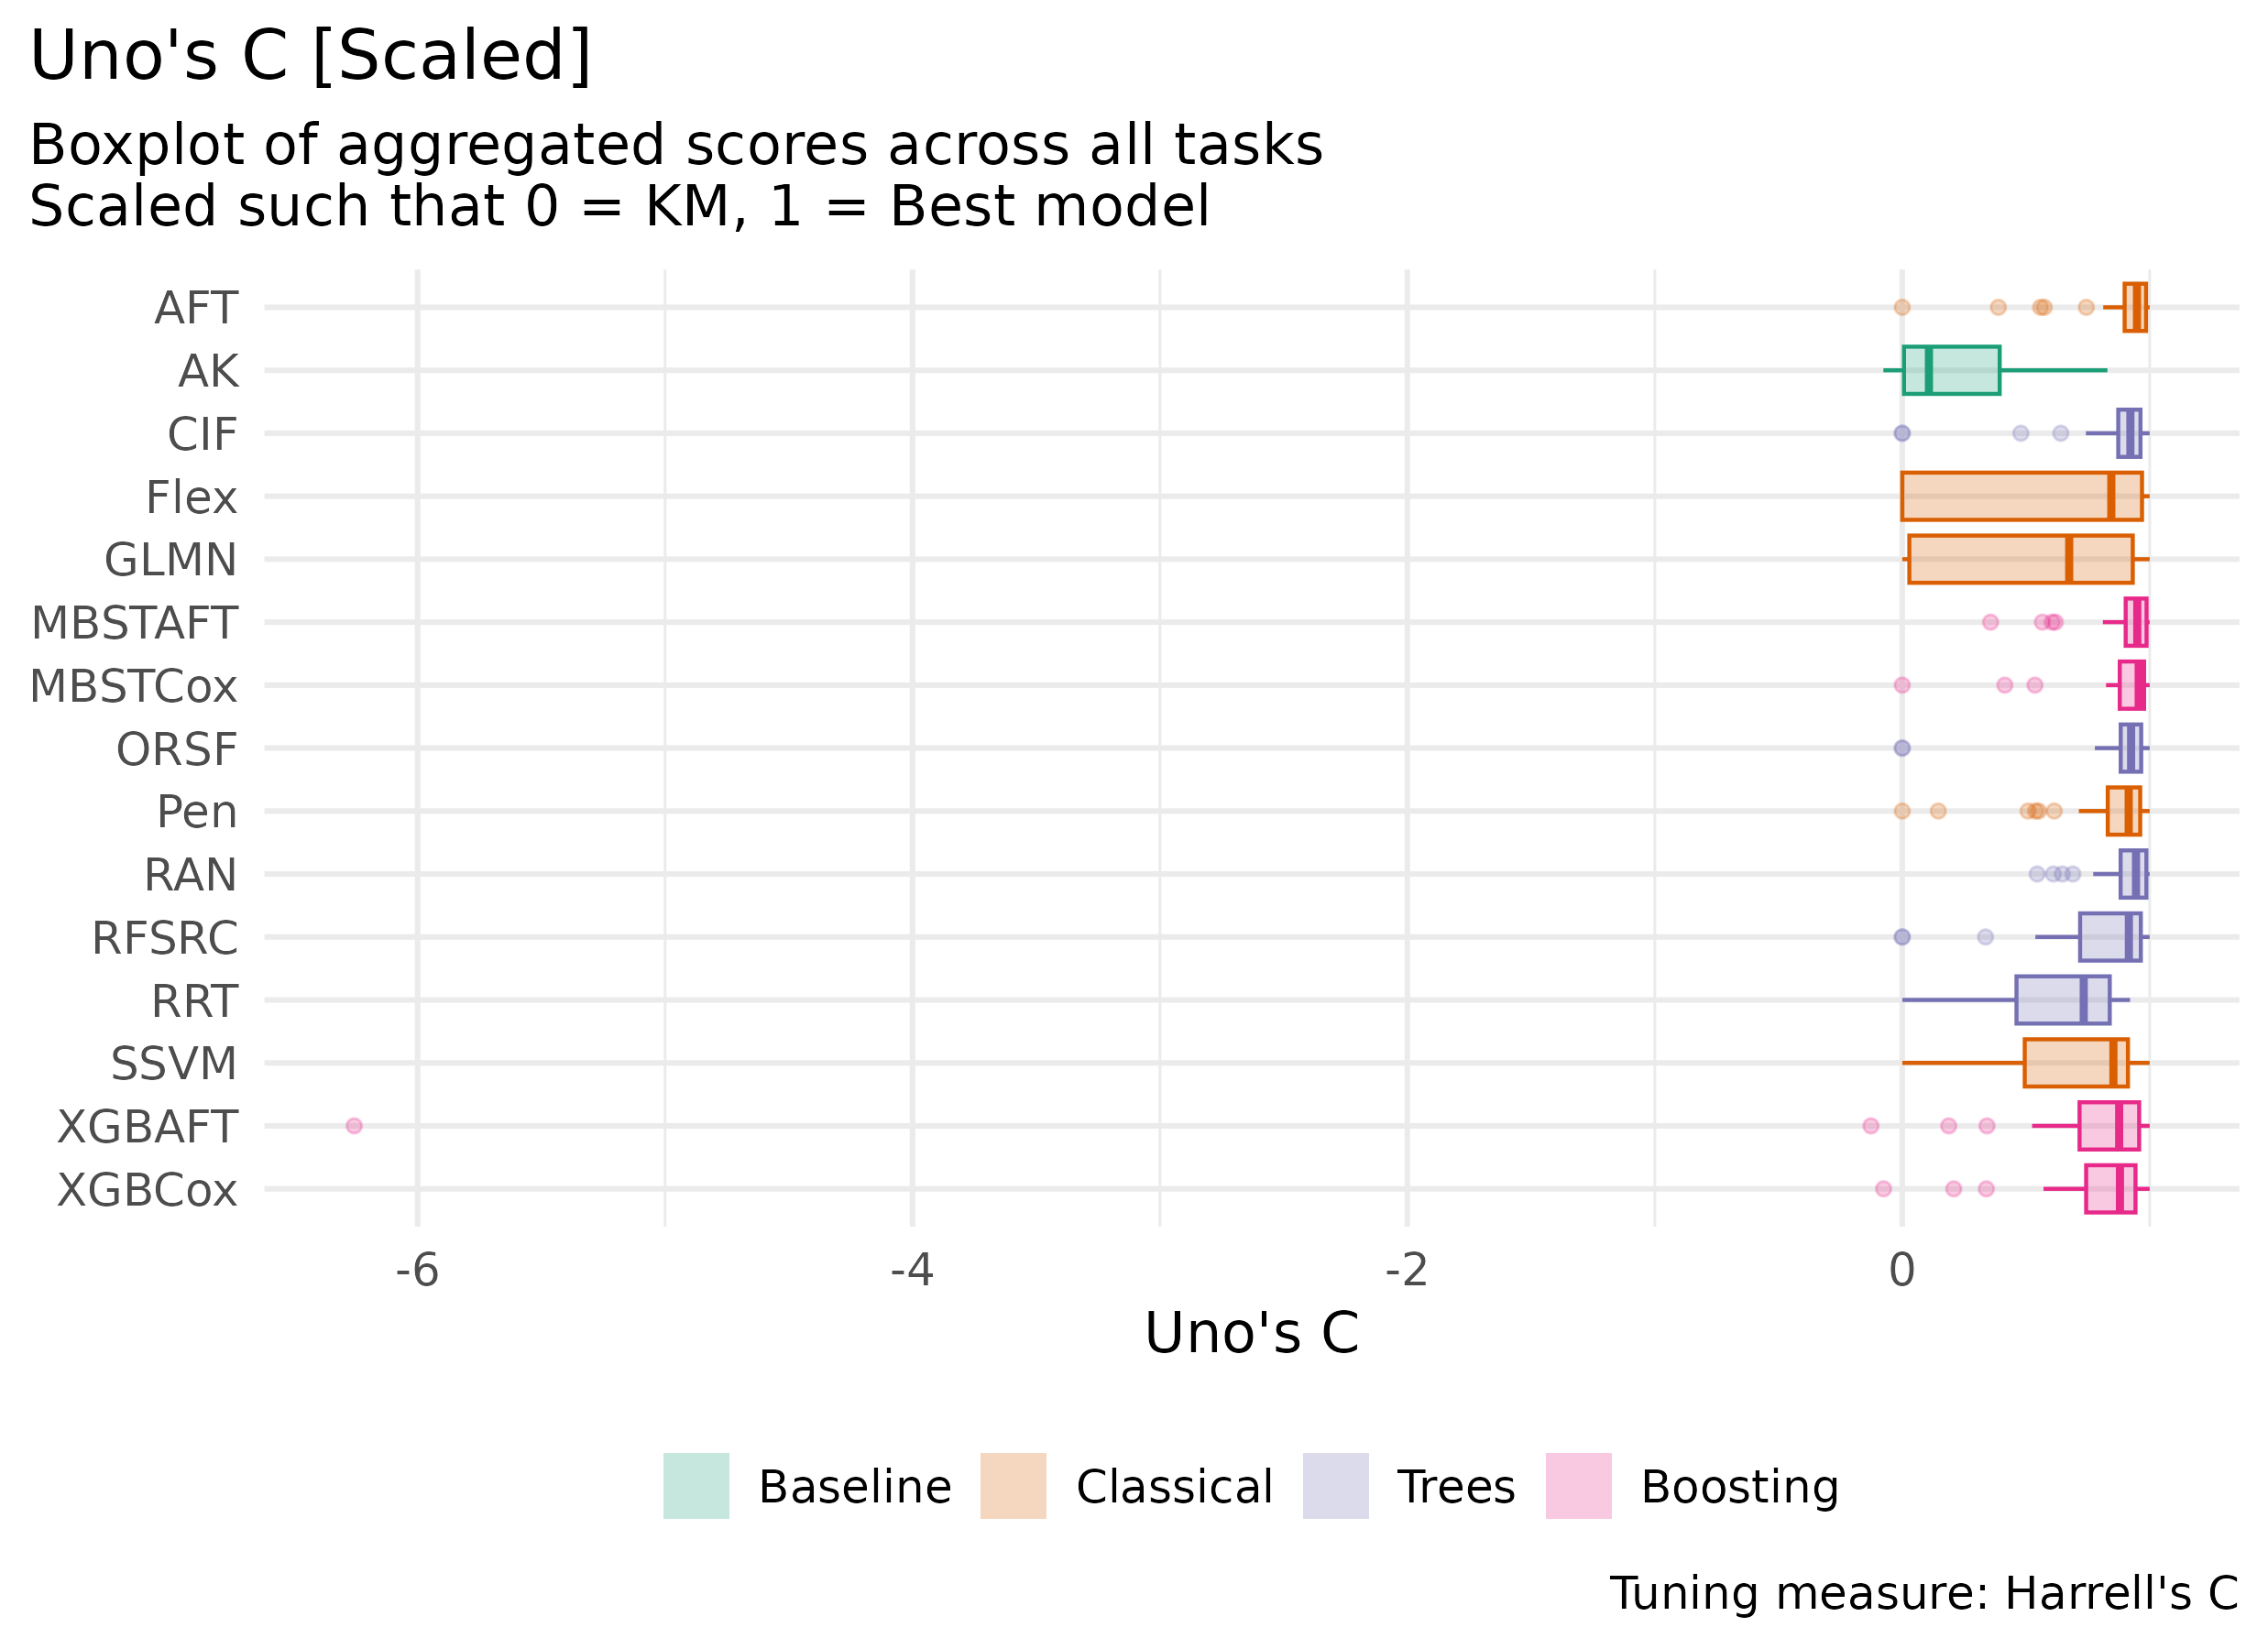 Uno's C [Scaled]
Boxplot of aggregated scores across all tasks
Scaled such that 0 = KM, 1 = Best model
AFT
AK
CIF
Flex
GLMN
MBSTAFT
MBSTCox
ORSF
Pen
RAN
RFSRC
RRT
SSVM
XGBAFT
XGBCox
-6 -4 -2 0
Uno's C
Baseline Classical Trees Boosting
Tuning measure: Harrell's C